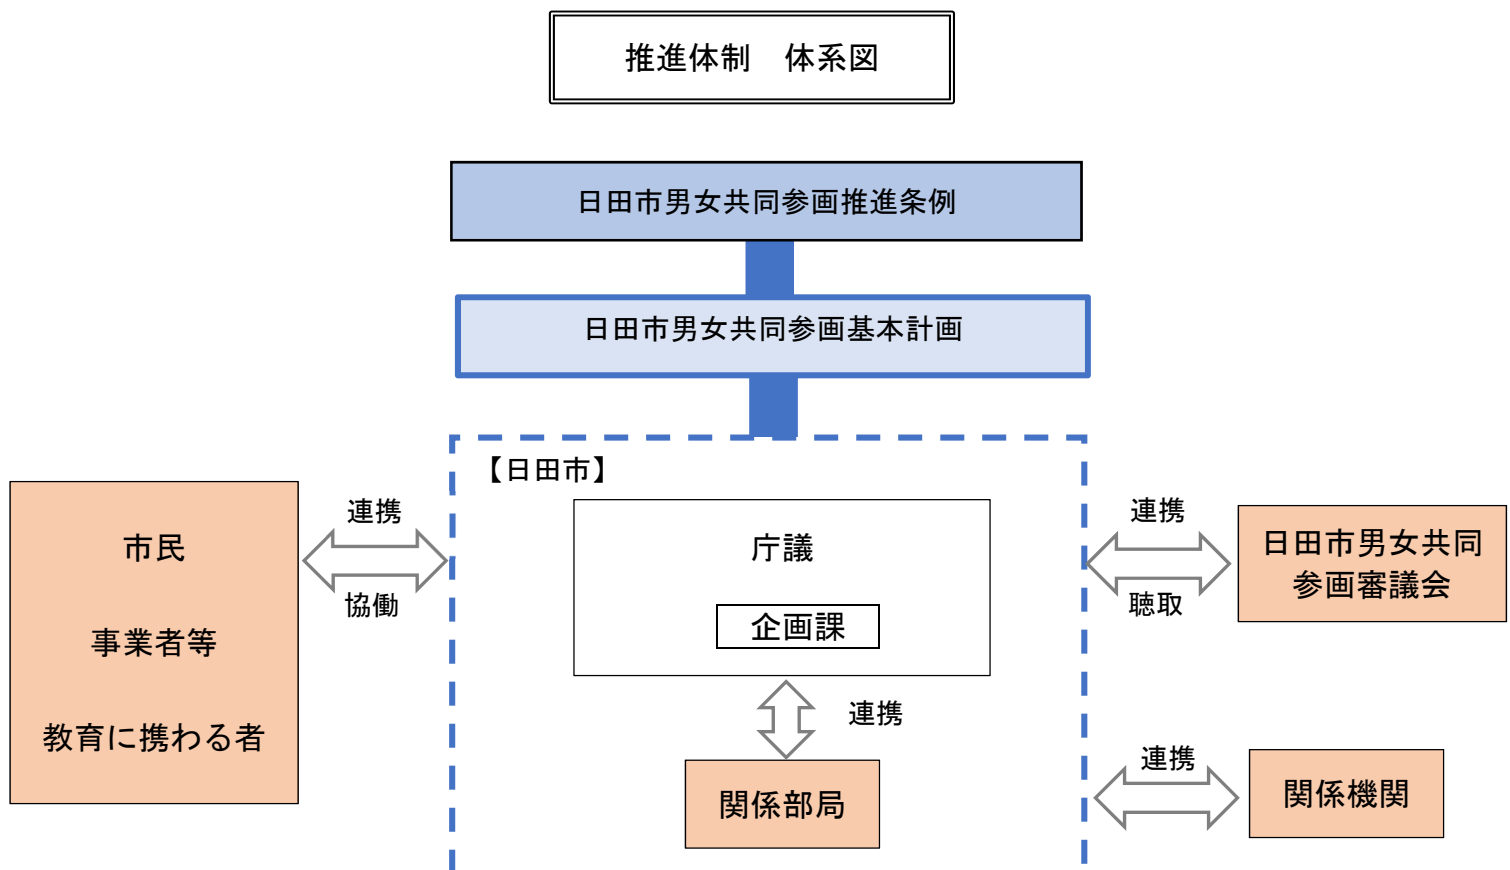 推進体制　体系図
日田市男女共同参画推進条例
日田市男女共同参画基本計画
【日田市】
市民
事業者等
教育に携わる者
連携
協働
庁議
企画課
連携
関係部局
連携
聴取
日田市男女共同
参画審議会
連携
関係機関